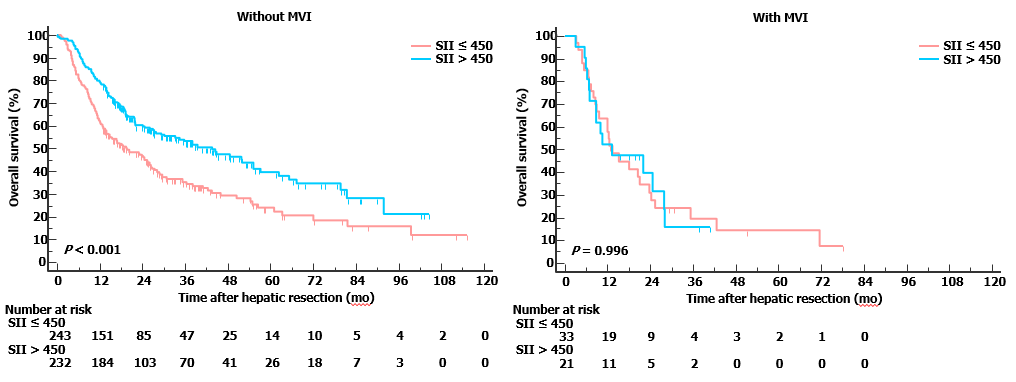 Without MVI
SII ≤ 450
SII > 450
Overall survival (%)
100
90
80
70
60
50
40
30
20
10
0
P < 0.001
0 12 24 36 48 60 72 84 96 108 120
Time after hepatic resection (mo)
Number at risk
SII ≤ 450
243 151 85 47 25 14 10 5 4 2 0
SII > 450
232 184 103 70 41 26 18 7 3 0 0
With MVI
SII ≤ 450
SII > 450
Overall survival (%)
100
90
80
70
60
50
40
30
20
10
0
P = 0.996
0 12 24 36 48 60 72 84 96 108 120
Time after hepatic resection (mo)
Number at risk
SII ≤ 450
33 19 9 4 3 2 1 0
SII > 450
21 11 5 2 0 0 0 0